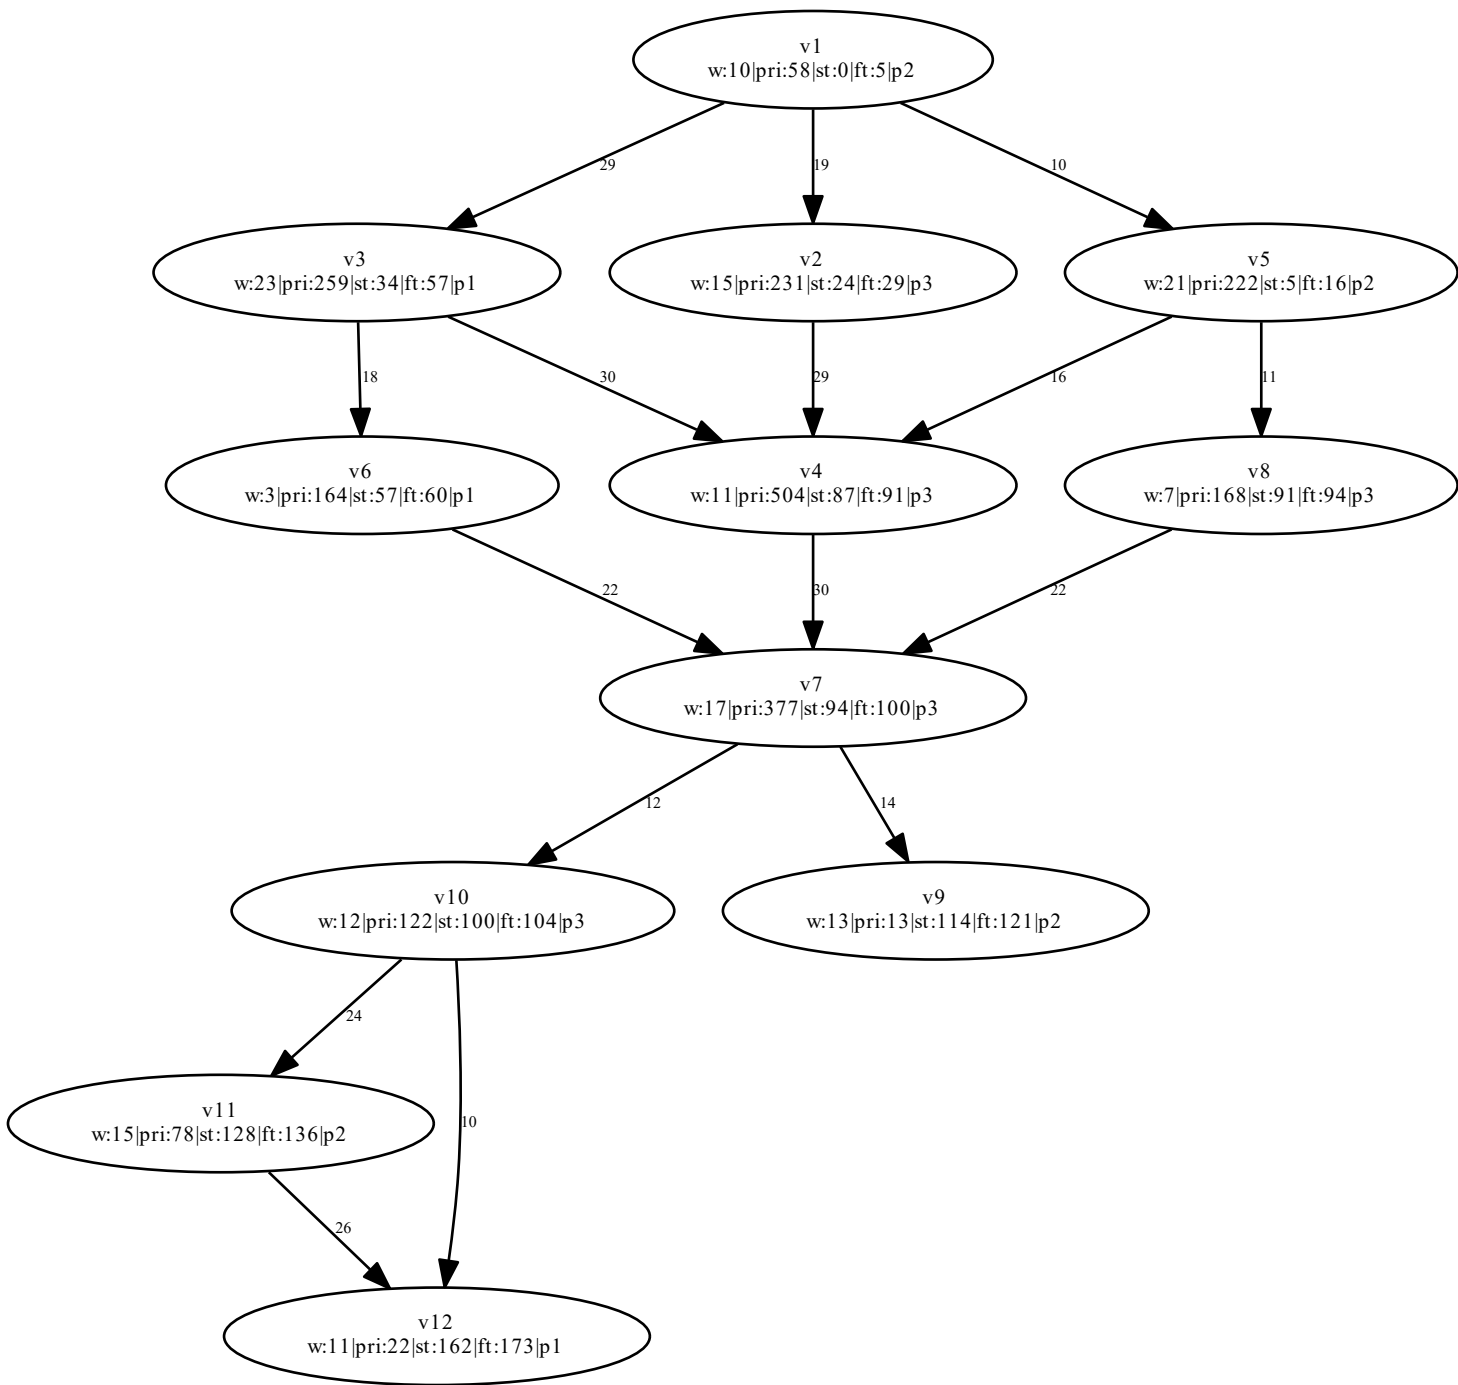 v1
w:10|pri:58|st:0|ft:5|p2
29
19
10
v3
w:23|pri:259|st:34|ft:57|p1
v2
w:15|pri:231|st:24|ft:29|p3
v5
w:21|pri:222|st:5|ft:16|p2
18
30
29
16
11
v6
w:3|pri:164|st:57|ft:60|p1
v4
w:11|pri:504|st:87|ft:91|p3
v8
w:7|pri:168|st:91|ft:94|p3
22
30
22
v7
w:17|pri:377|st:94|ft:100|p3
12
14
v10
w:12|pri:122|st:100|ft:104|p3
v9
w:13|pri:13|st:114|ft:121|p2
24
v11
w:15|pri:78|st:128|ft:136|p2
10
26
v12
w:11|pri:22|st:162|ft:173|p1